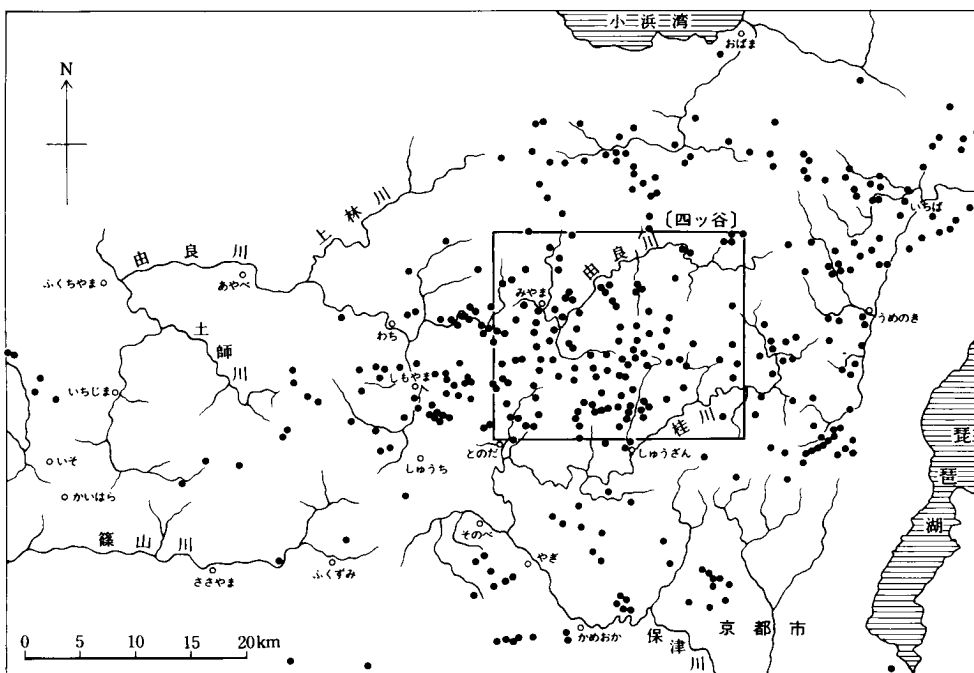 小浜湾
おばま
N
いちば
〔四ッ谷〕
上林川
由良川
由良川
ふくちやま
あやべ
みやま
わち
うめのき
土師川
しもやま
いちじま
桂川
琵琶湖
とのだ
しゅうざん
いそ
しゅうち
かいはら
そのべ
篠山川
ささやま
ふくずみ
やぎ
かめおか
保津川
京都市
0 5 10 15 20km